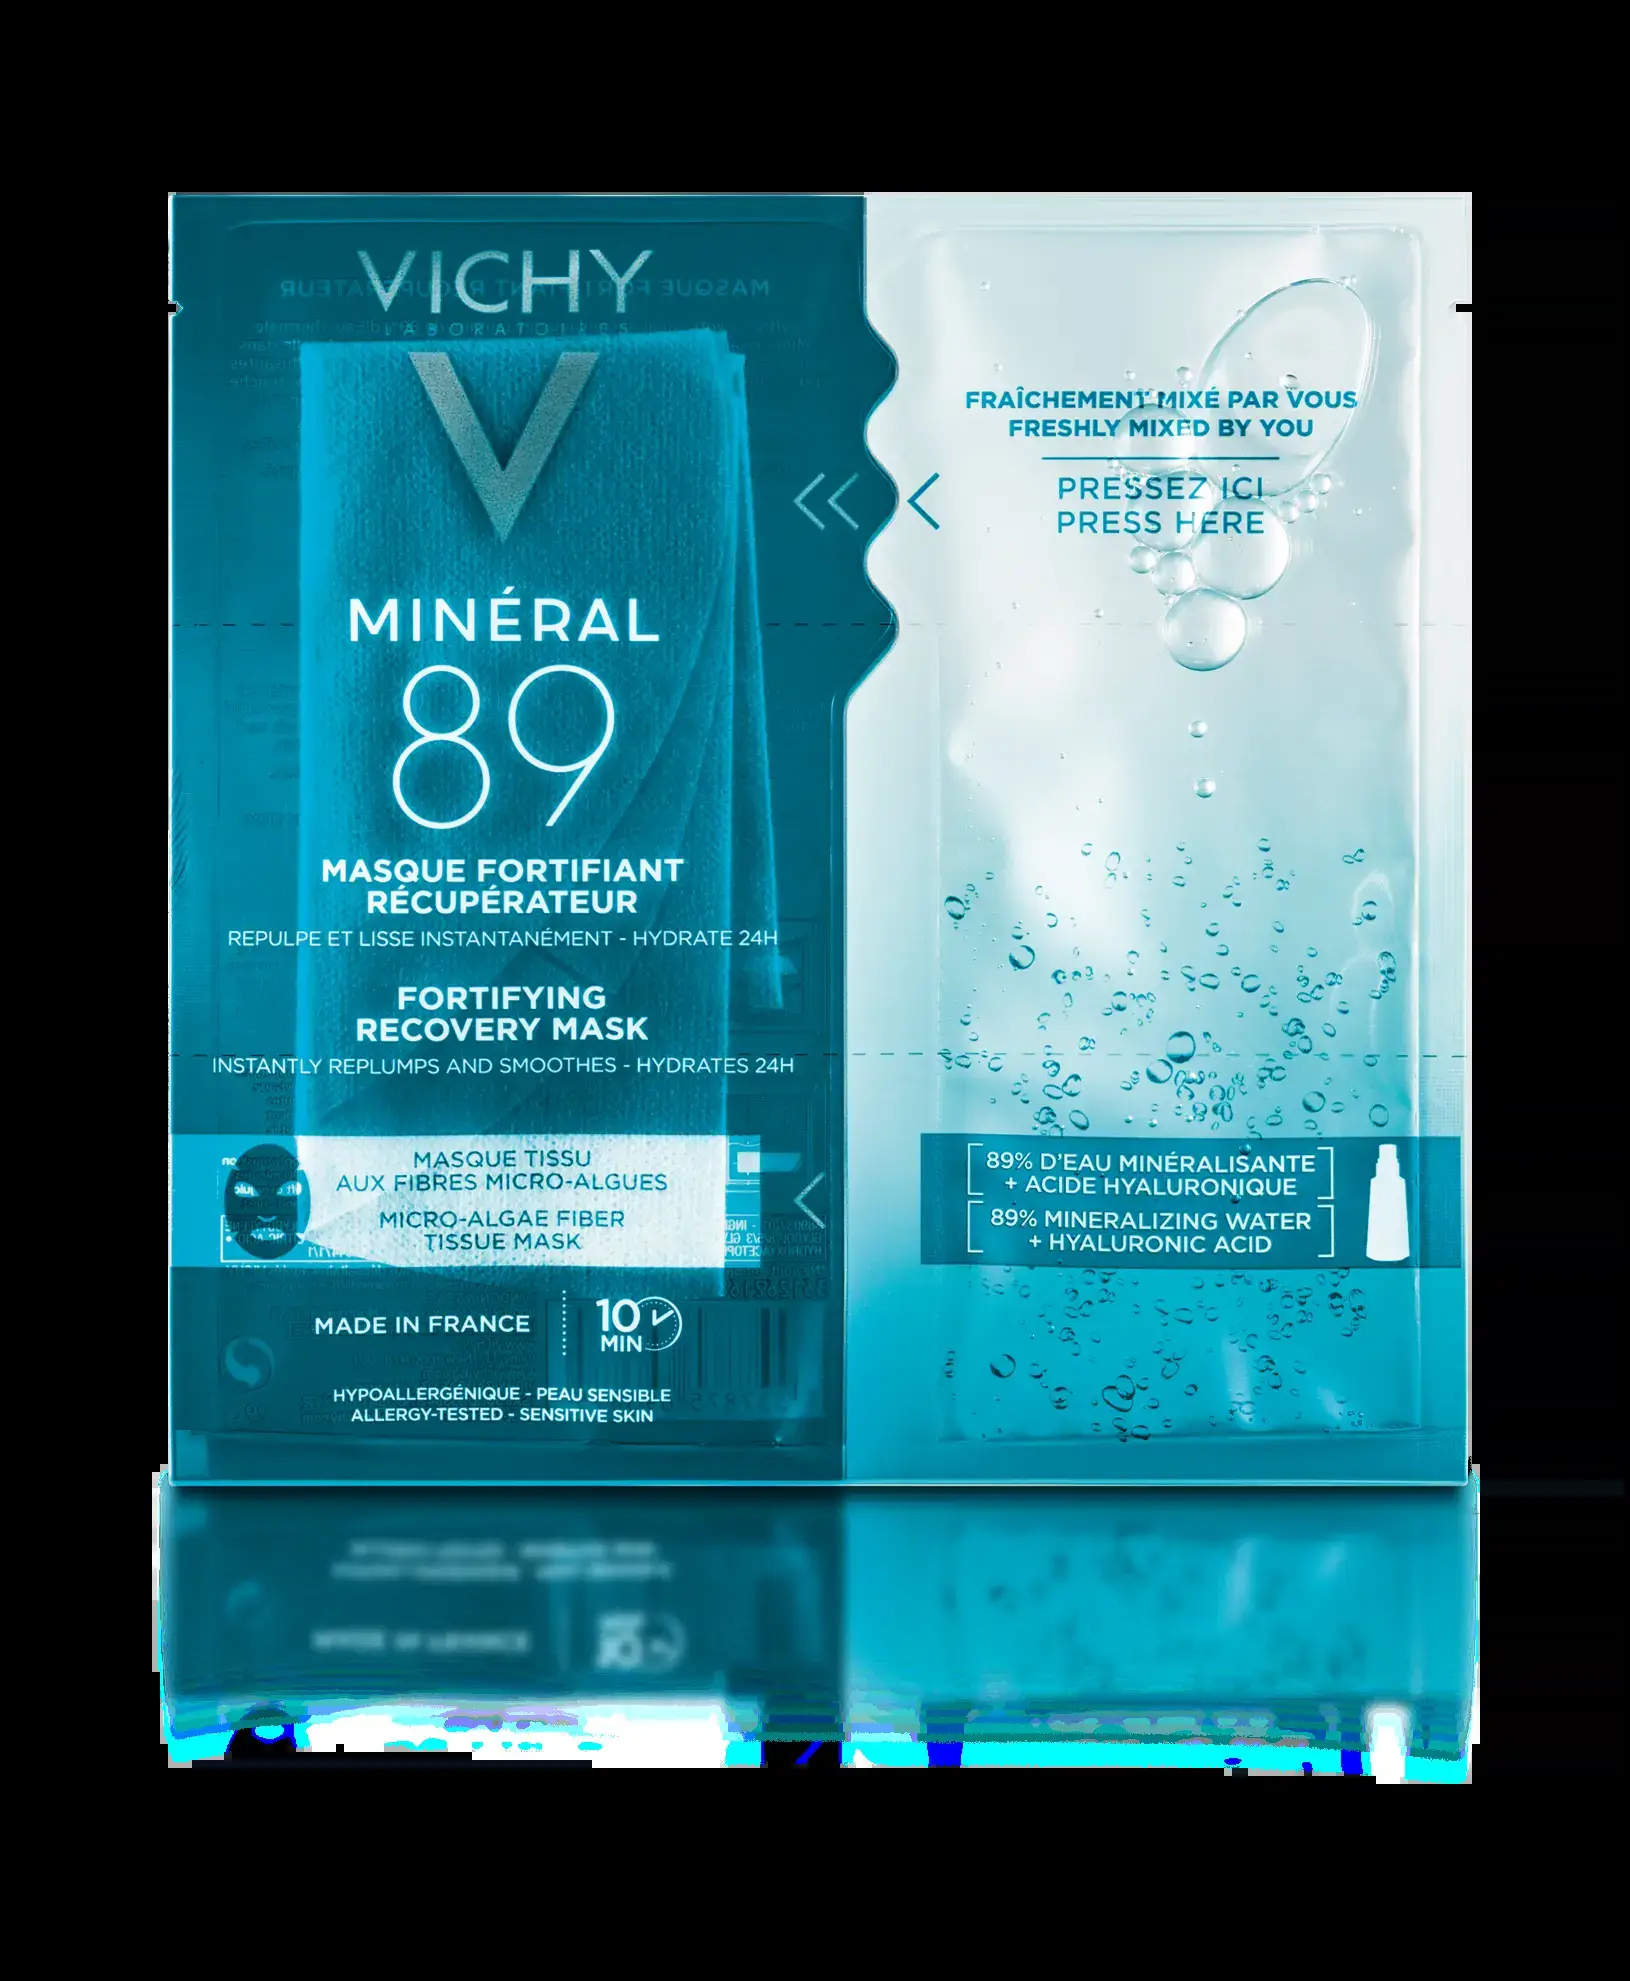 VICHY
LABORATOIRES
V
MINÉRAL
89
MASQUE FORTIFIANT
RÉCUPÉRATEUR
REPULPE ET LISSE INSTANTANÉMENT - HYDRATE 24H
FORTIFYING
RECOVERY MASK
INSTANTLY REPLUMPS AND SMOOTHES - HYDRATES 24H
MASQUE TISSU
AUX FIBRES MICRO-ALGUES
MICRO-ALGAE FIBER
TISSUE MASK
MADE IN FRANCE
10
MIN
HYPOALLERGÉNIQUE - PEAU SENSIBLE
ALLERGY-TESTED - SENSITIVE SKIN
FRAÎCHEMENT MIXÉ PAR VOUS
FRESHLY MIXED BY YOU
PRESSEZ ICI
PRESS HERE
89% D'EAU MINÉRALISANTE
+ ACIDE HYALURONIQUE
89% MINERALIZING WATER
+ HYALURONIC ACID